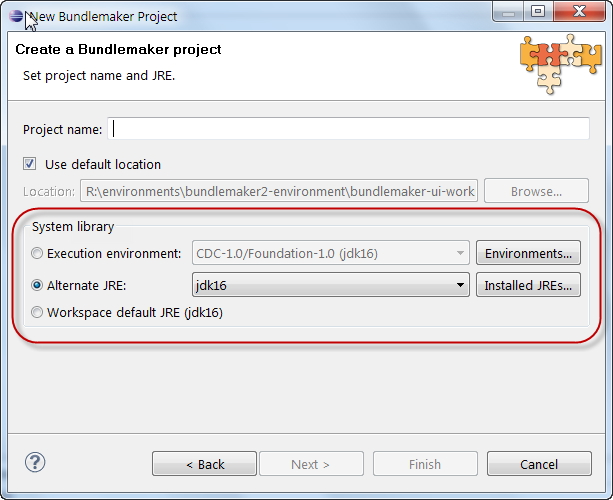 New Bundlemaker Project
Create a Bundlemaker project
Set project name and JRE.
Project name:
Use default location
Location: R:\environments\bundlemaker2-environment\bundlemaker-ui-work Browse...
System library
Execution environment: CDC-1.0/Foundation-1.0 (jdk16) Environments...
Alternate JRE: jdk16 Installed JREs...
Workspace default JRE (jdk16)
? < Back Next > Finish Cancel